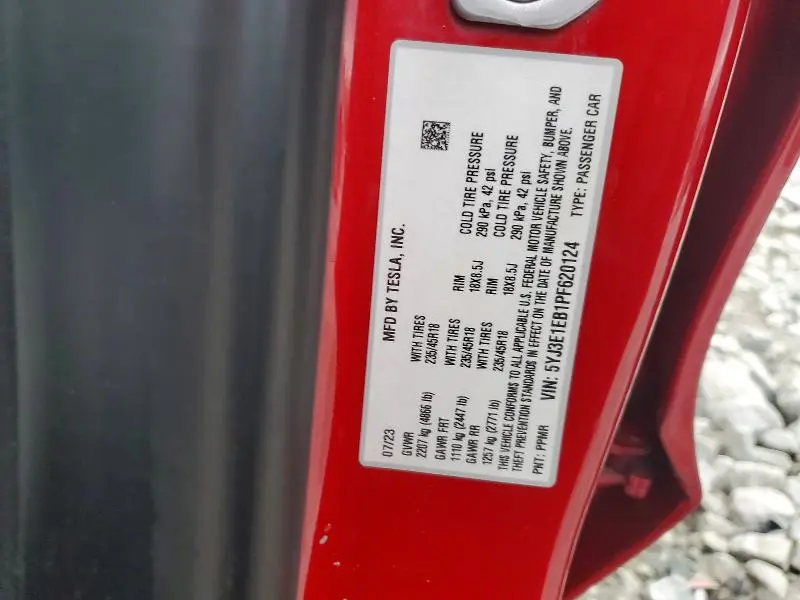 MFD BY TESLA, INC.
07/23
GVWR
2207 kg (4866 lb)
WITH TIRES
235/45R18
RIM
18X8.5J
COLD TIRE PRESSURE
290 kPa, 42 psi
GAWR FRT
1110 kg (2447 lb)
WITH TIRES
235/45R18
RIM
18X8.5J
COLD TIRE PRESSURE
290 kPa, 42 psi
GAWR RR
1257 kg (2771 lb)
WITH TIRES
235/45R18
THIS VEHICLE CONFORMS TO ALL APPLICABLE U.S. FEDERAL MOTOR VEHICLE SAFETY, BUMPER, AND
THEFT PREVENTION STANDARDS IN EFFECT ON THE DATE OF MANUFACTURE SHOWN ABOVE.
PNT: PPMR
VIN: 5YJ3E1EB1PF620124
TYPE: PASSENGER CAR